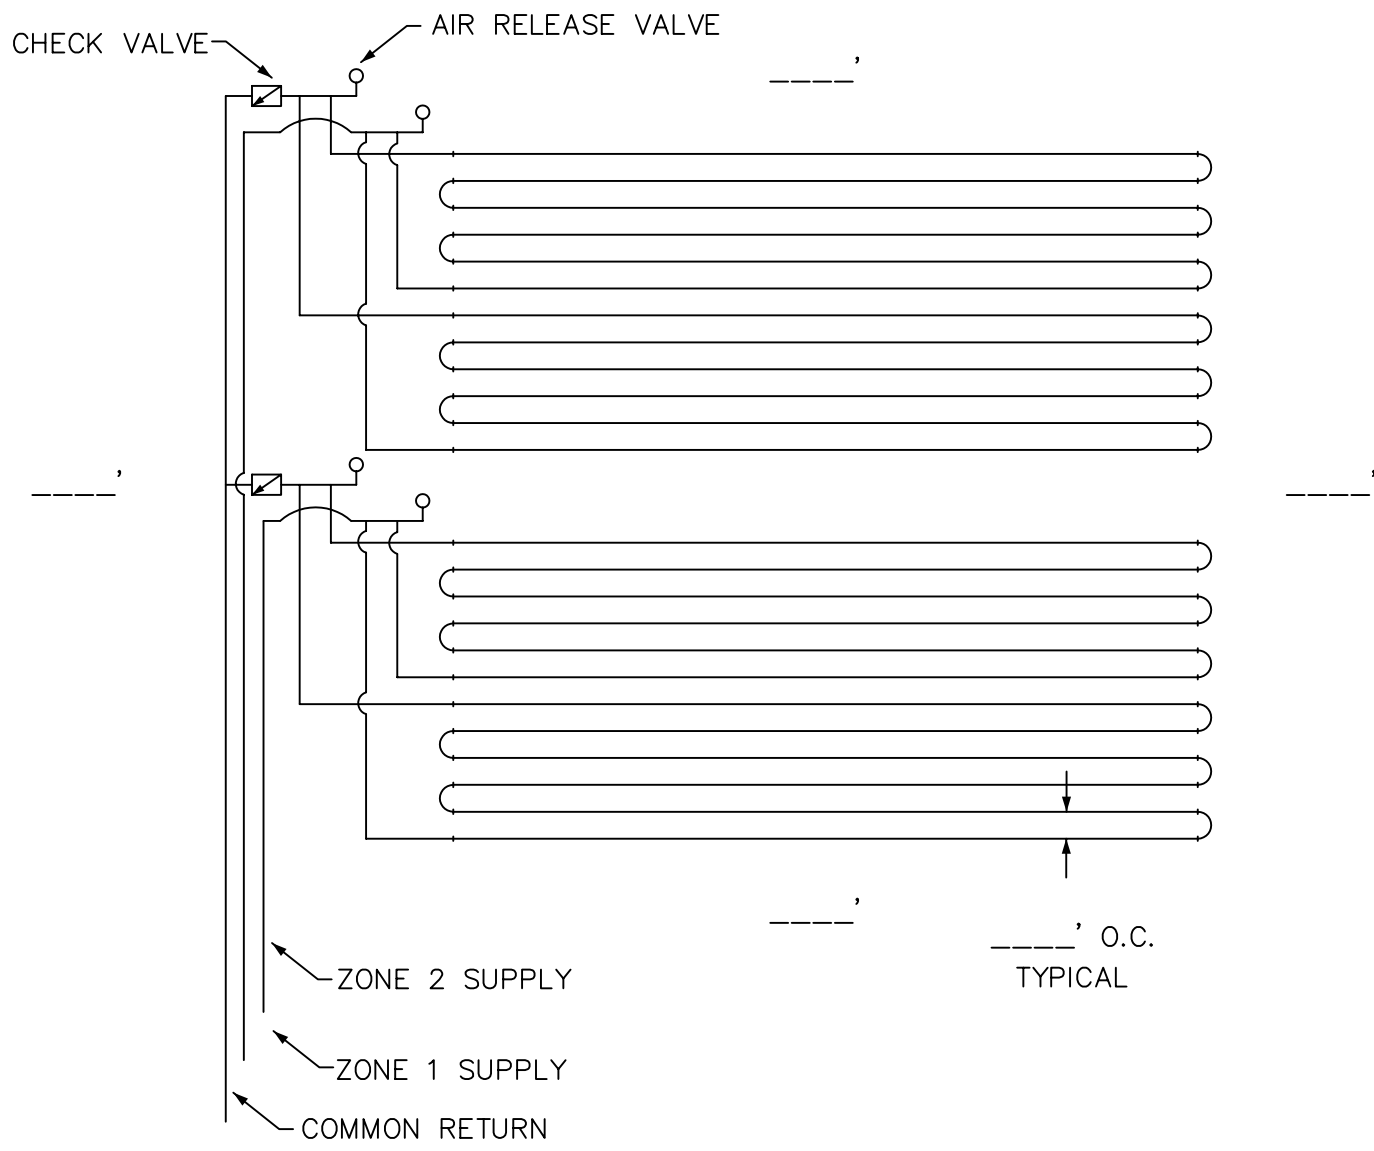 AIR RELEASE VALVE
CHECK VALVE
____'
____'
____'
____'
____' O.C.
TYPICAL
ZONE 2 SUPPLY
ZONE 1 SUPPLY
COMMON RETURN